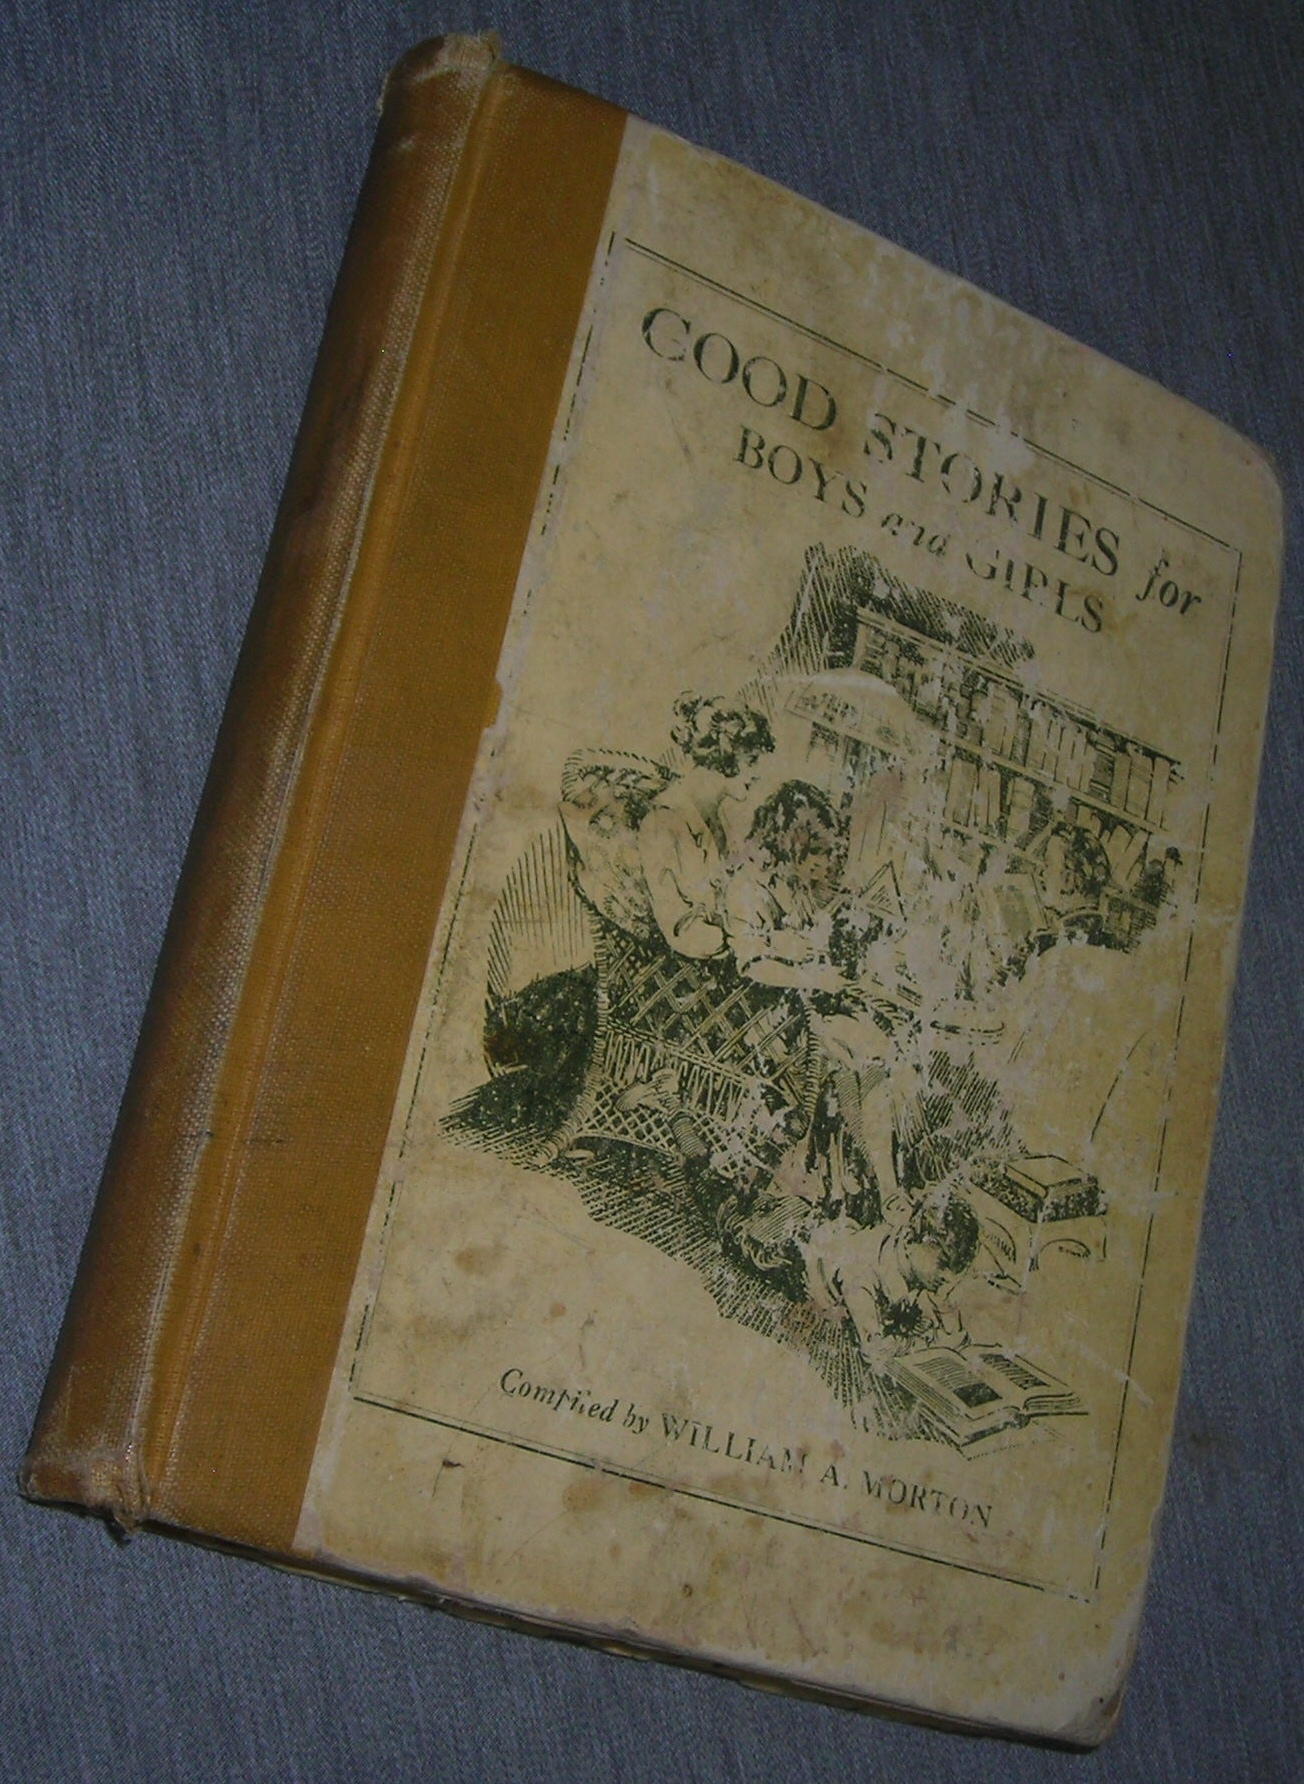 GOOD STORIES for
BOYS and GIRLS
Compiled by WILLIAM A. MORTON